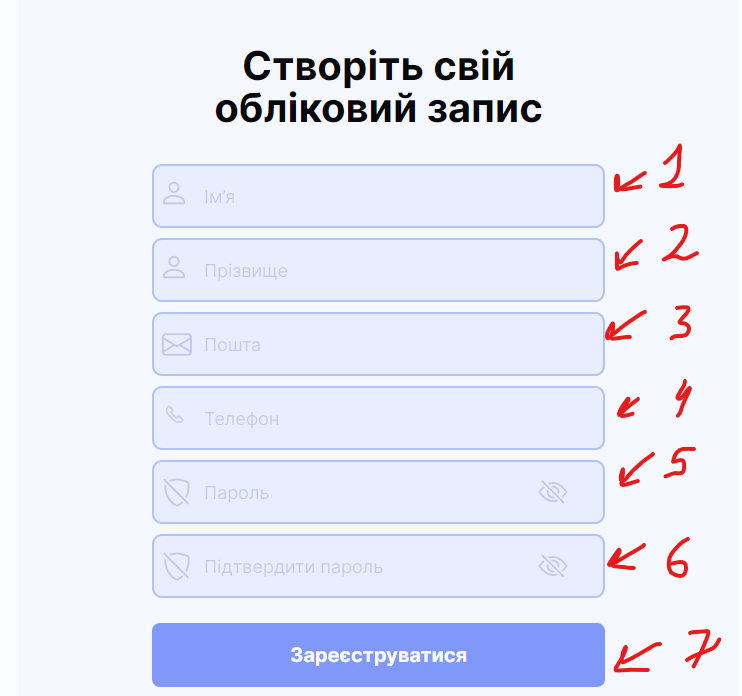 Створіть свій
обліковий запис
Ім'я 1
Прізвище 2
Пошта 3
Телефон 4
Пароль 5
Підтвердити пароль 6
Зареєструватися 7